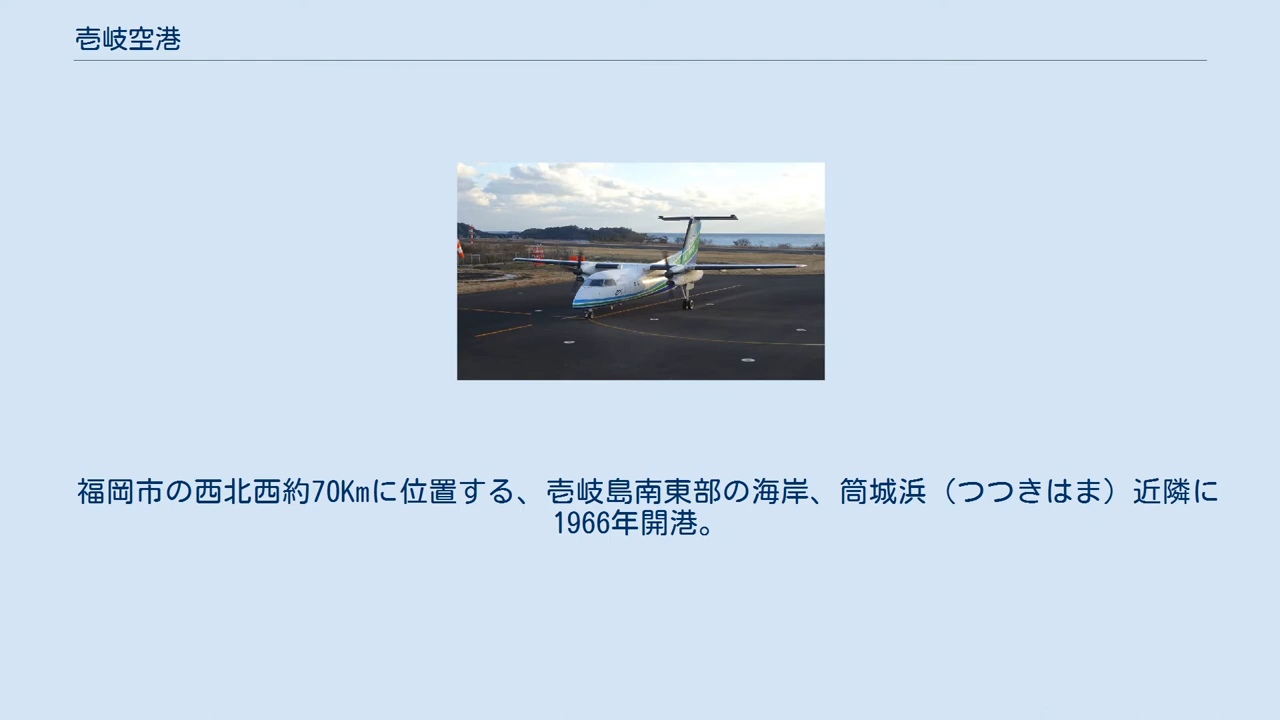 壱岐空港
福岡市の西北西約70Kmに位置する、壱岐島南東部の海岸、筒城浜（つつきはま）近隣に
1966年開港。